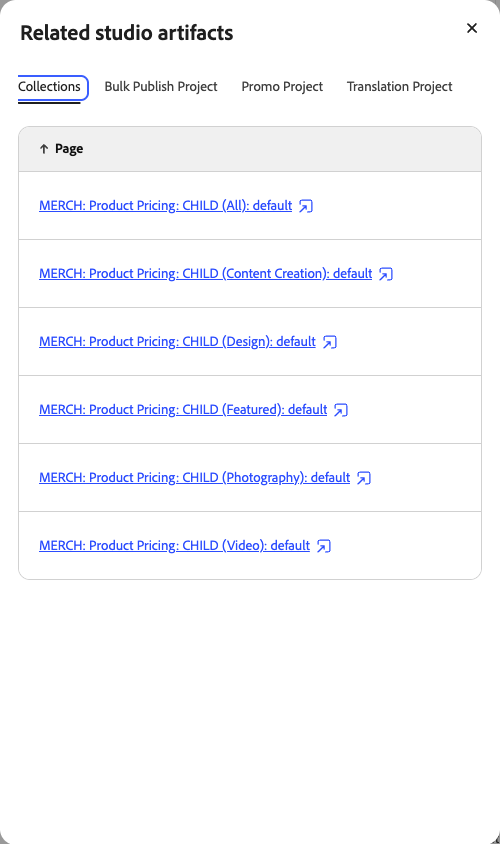 Related studio artifacts
Collections Bulk Publish Project Promo Project Translation Project
Page
MERCH: Product Pricing: CHILD (All): default
MERCH: Product Pricing: CHILD (Content Creation): default
MERCH: Product Pricing: CHILD (Design): default
MERCH: Product Pricing: CHILD (Featured): default
MERCH: Product Pricing: CHILD (Photography): default
MERCH: Product Pricing: CHILD (Video): default